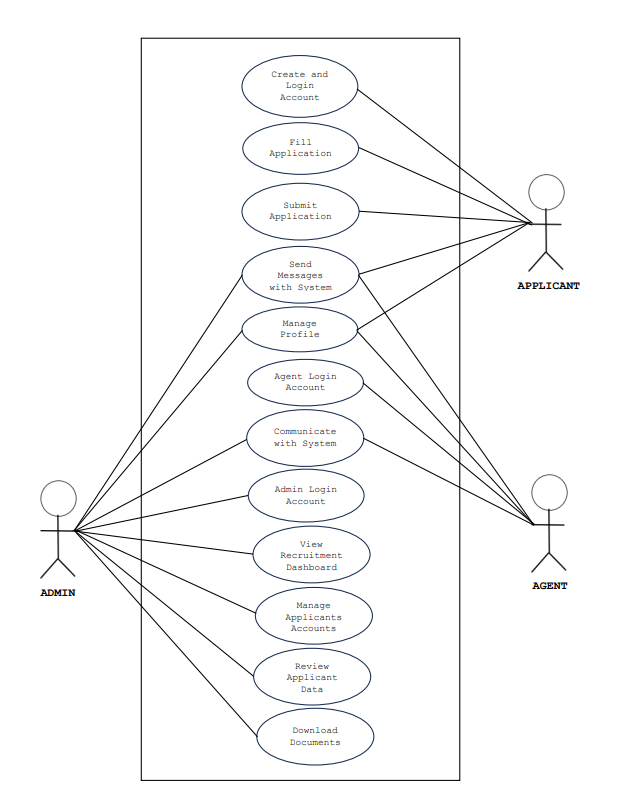 Create and
Login
Account
Fill
Application
Submit
Application
APPLICANT
Send
Messages
with System
Manage
Profile
Agent Login
Account
Communicate
with System
Admin Login
Account
ADMIN
View
Recruitment
Dashboard
AGENT
Manage
Applicants
Accounts
Review
Applicant
Data
Download
Documents